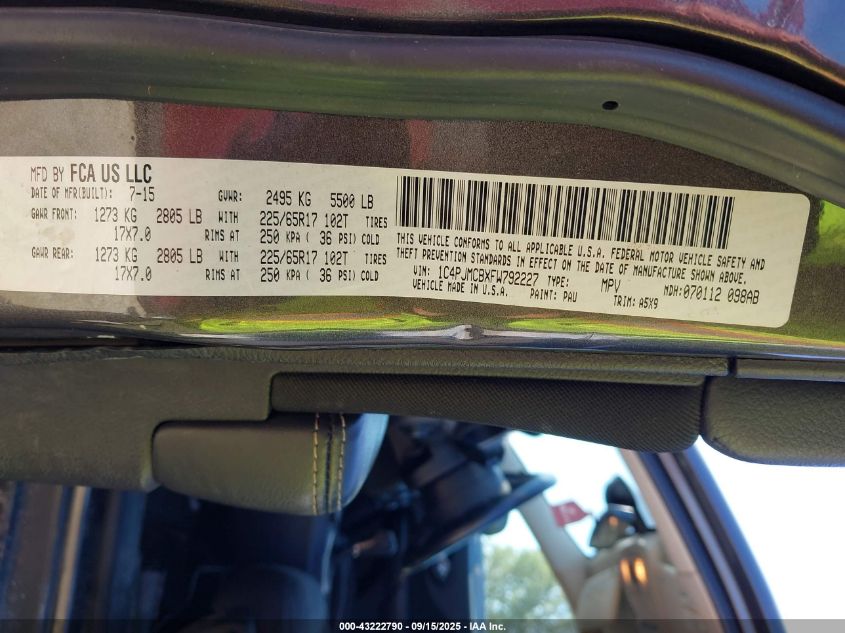 MFD BY FCA US LLC
DATE OF MFR(BUILT): 7-15 GVWR: 2495 KG 5500 LB
GAWR FRONT: 1273 KG 2805 LB WITH 225/65R17 102T TIRES
17X7.0 RIMS AT 250 KPA ( 36 PSI) COLD
GAWR REAR: 1273 KG 2805 LB WITH 225/65R17 102T TIRES
17X7.0 RIMS AT 250 KPA ( 36 PSI) COLD
THIS VEHICLE CONFORMS TO ALL APPLICABLE U.S.A. FEDERAL MOTOR VEHICLE SAFETY AND
THEFT PREVENTION STANDARDS IN EFFECT ON THE DATE OF MANUFACTURE SHOWN ABOVE.
VIN: 1C4PJMCBXFW792227 TYPE: MPV MDH:070112 098AB
VEHICLE MADE IN U.S.A. PAINT: PAU TRIM: A5X9
000-43222790 - 09/15/2025 - IAA Inc.